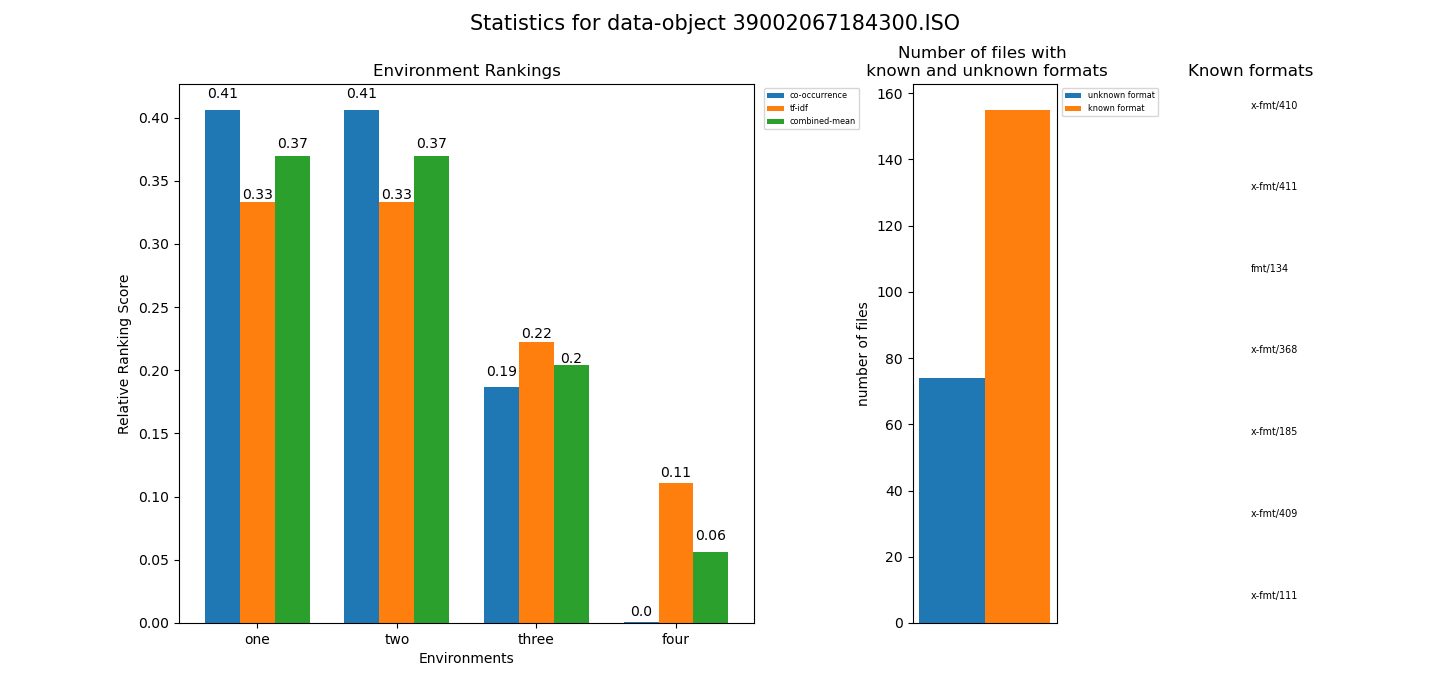 Statistics for data-object 39002067184300.ISO
Environment Rankings
0.41
0.41
0.37
0.37
0.33
0.33
0.19
0.22
0.2
0.0
0.11
0.06
0.40
0.35
0.30
0.25
0.20
0.15
0.10
0.05
0.00
Relative Ranking Score
one
two
three
four
Environments
co-occurrence
tf-idf
combined-mean
Number of files with
known and unknown formats
160
140
120
100
80
60
40
20
0
number of files
unknown format
known format
Known formats
x-fmt/410
x-fmt/411
fmt/134
x-fmt/368
x-fmt/185
x-fmt/409
x-fmt/111